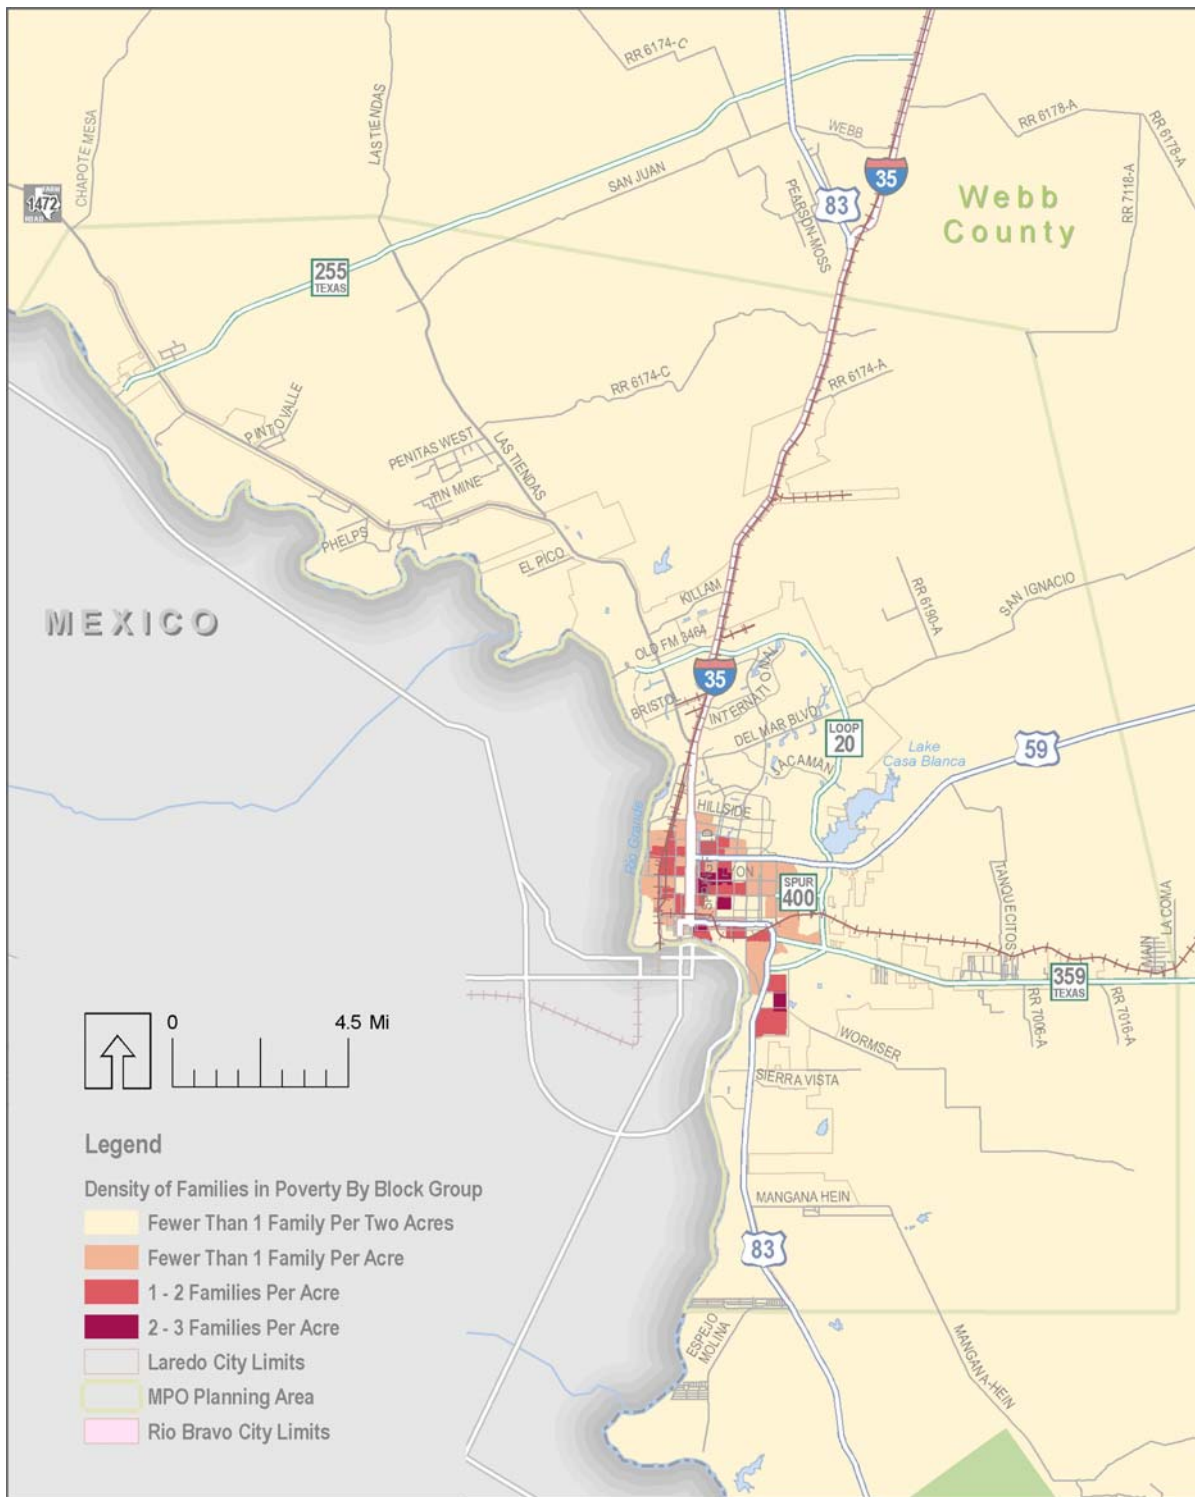 RR 6174-C
CHAPOTE MESA
LAS TIENDAS
WEBB
RR 6178-A
RR 6178-A
SAN JUAN
35
RR 7118-A
FARM
1472
ROAD
83
PEARSON-MOSS
Webb
County
255
TEXAS
RR 6174-C
RR 6174-A
PINTO VALLE
PENITAS WEST
LAS TIENDAS
TIN MINE
PHELPS
EL PICO
KILLAM
RR 6190-A
SAN IGNACIO
MEXICO
OLD FM 3464
35
INTERNATIONAL
BRISTOL
DEL MAR BLVD
LOOP
20
59
Lake
Casa Blanca
JACAMAN
HILLSIDE
Rio Grande
SPUR
400
TANQUECITOS
MAIN
LA COMA
359
TEXAS
RR 7006-A
RR 7016-A
0
4.5 Mi
WORMSER
SIERRA VISTA
Legend
Density of Families in Poverty By Block Group
Fewer Than 1 Family Per Two Acres
Fewer Than 1 Family Per Acre
1 - 2 Families Per Acre
2 - 3 Families Per Acre
Laredo City Limits
MPO Planning Area
Rio Bravo City Limits
MANGANA HEIN
83
ESPEJO
MOLINA
MANGANA-HEIN